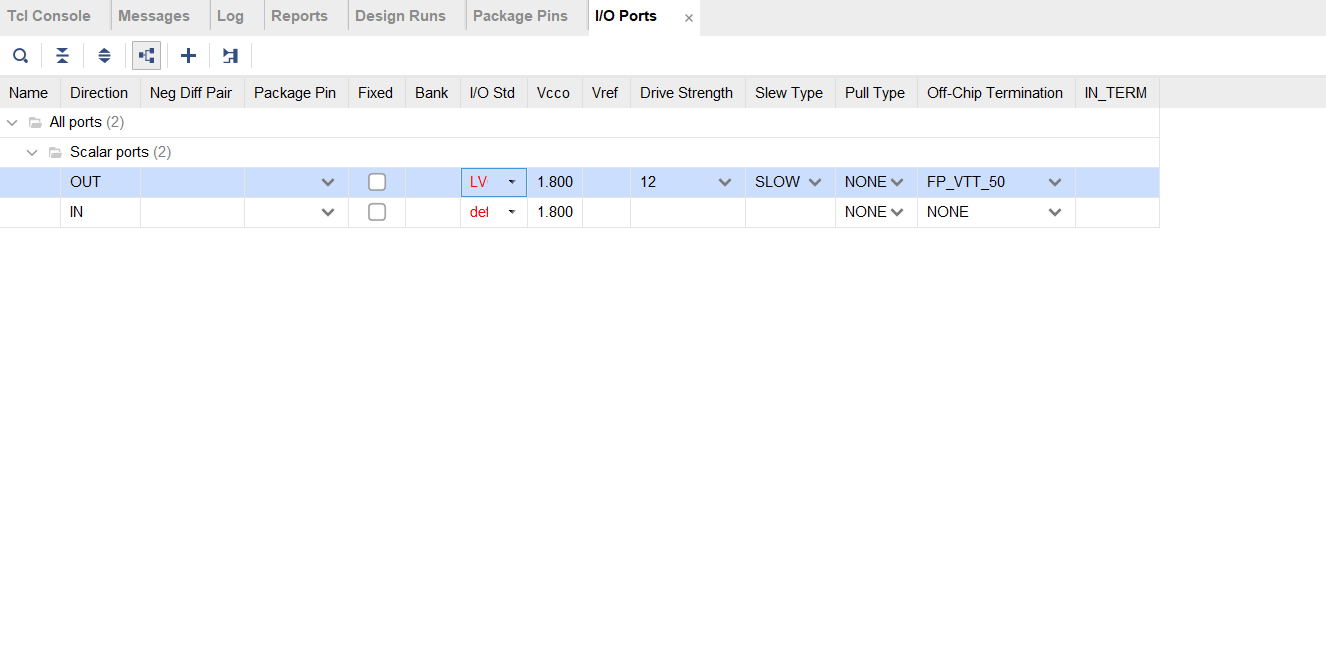 Tcl Console Messages Log Reports Design Runs Package Pins I/O Ports ×
Name Direction Neg Diff Pair Package Pin Fixed Bank I/O Std Vcco Vref Drive Strength Slew Type Pull Type Off-Chip Termination IN_TERM
All ports (2)
Scalar ports (2)
OUT LV 1.800 12 SLOW NONE FP_VTT_50
IN def 1.800 NONE NONE